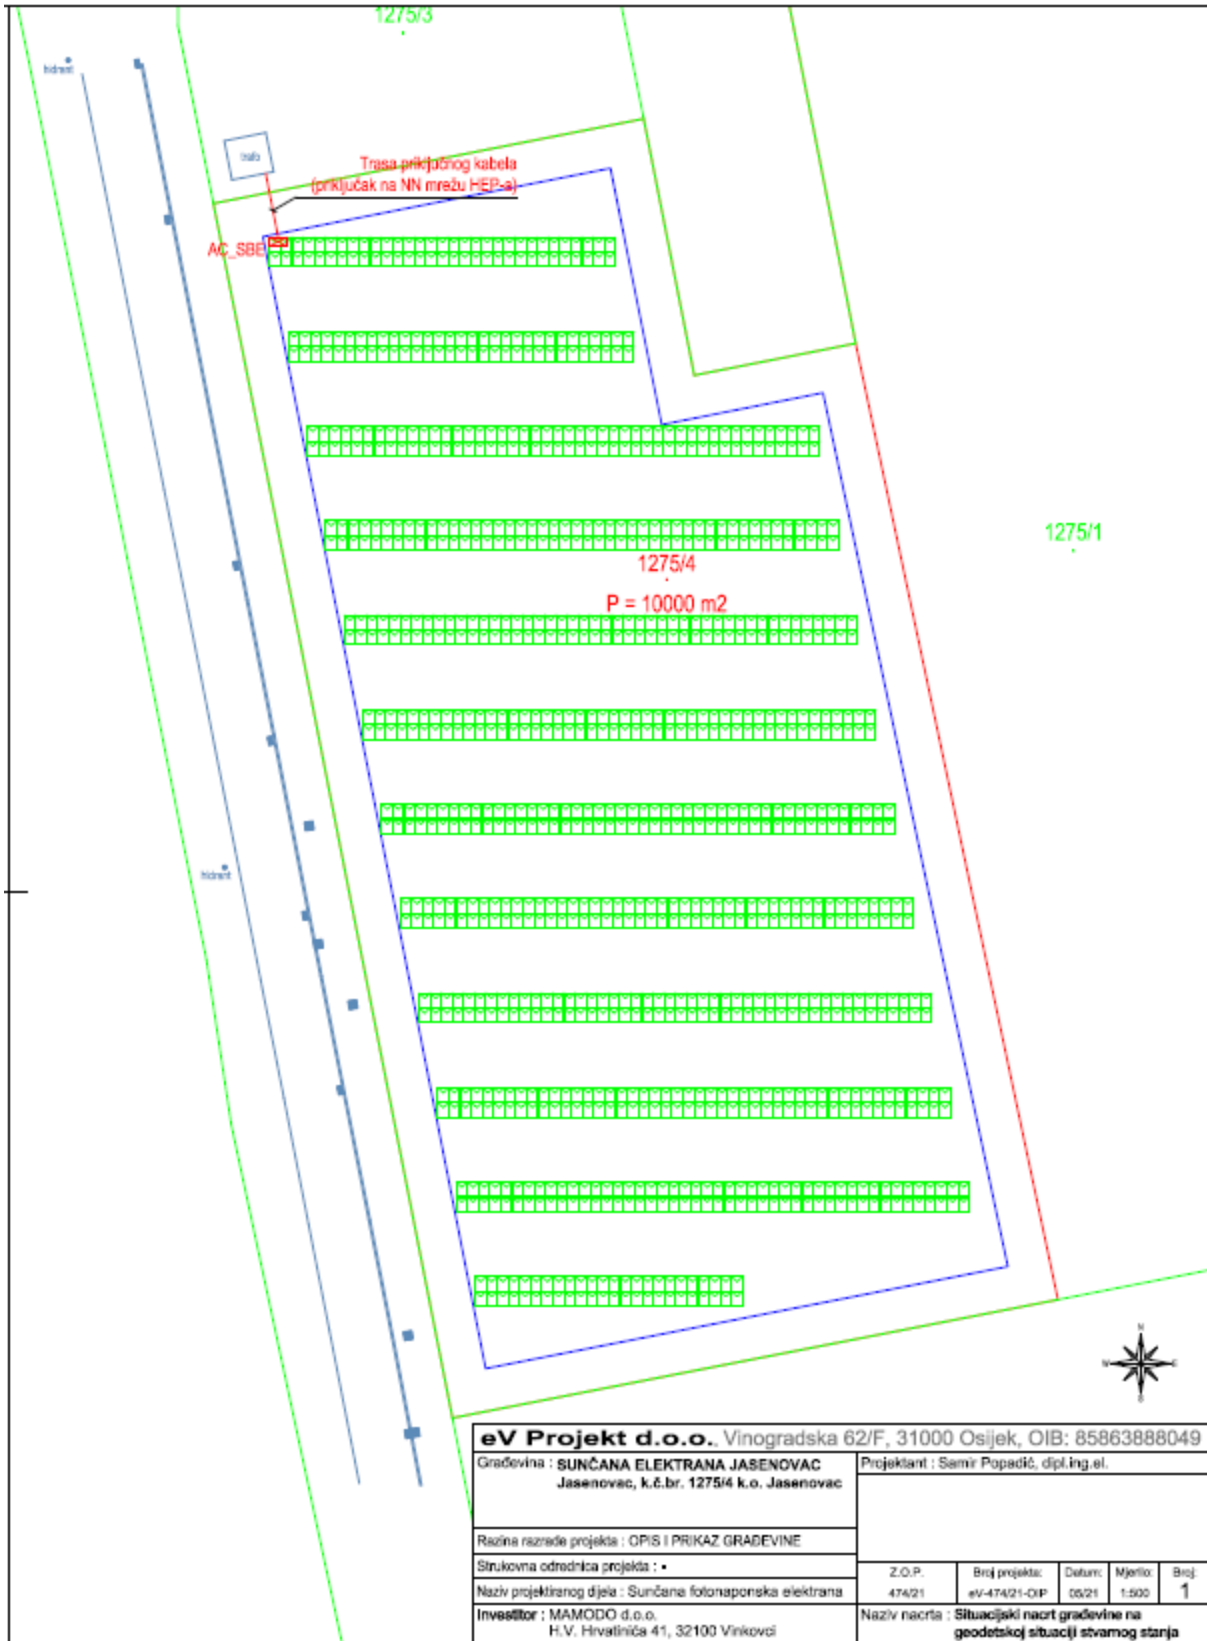 1275/3
hidrant
trafo
Trasa priključnog kabela
(priključak na NN mrežu HEP-a)
AC_SBE
1275/1
1275/4
P = 10000 m2
hidrant
N
W E
S
eV Projekt d.o.o., Vinogradska 62/F, 31000 Osijek, OIB: 85863888049
Građevina : SUNČANA ELEKTRANA JASENOVAC
Jasenovac, k.č.br. 1275/4 k.o. Jasenovac
Projektant : Samir Popadić, dipl.ing.el.
Razina razrade projekta : OPIS I PRIKAZ GRAĐEVINE
Strukovna odrednica projekta : -
Naziv projektiranog dijela : Sunčana fotonaponska elektrana
Z.O.P. Broj projekta: Datum: Mjerilo: Broj:
474/21 eV-474/21-OIP 05/21 1:500 1
Investitor : MAMODO d.o.o.
H.V. Hrvatinića 41, 32100 Vinkovci
Naziv nacrta : Situacijski nacrt građevine na
geodetskoj situaciji stvarnog stanja